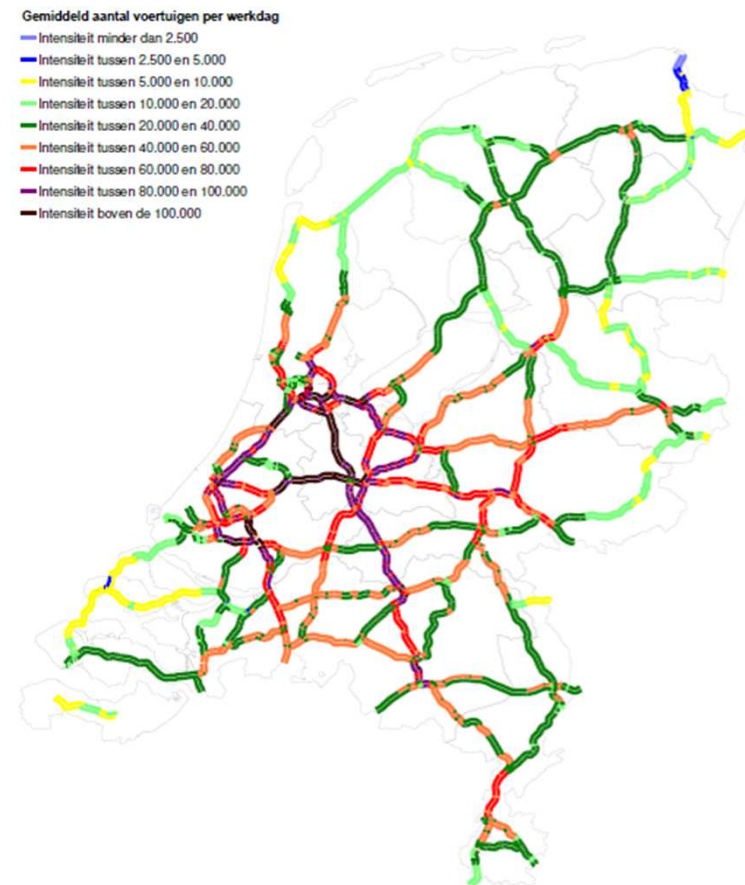 Gemiddeld aantal voertuigen per werkdag
Intensiteit minder dan 2.500
Intensiteit tussen 2.500 en 5.000
Intensiteit tussen 5.000 en 10.000
Intensiteit tussen 10.000 en 20.000
Intensiteit tussen 20.000 en 40.000
Intensiteit tussen 40.000 en 60.000
Intensiteit tussen 60.000 en 80.000
Intensiteit tussen 80.000 en 100.000
Intensiteit boven de 100.000